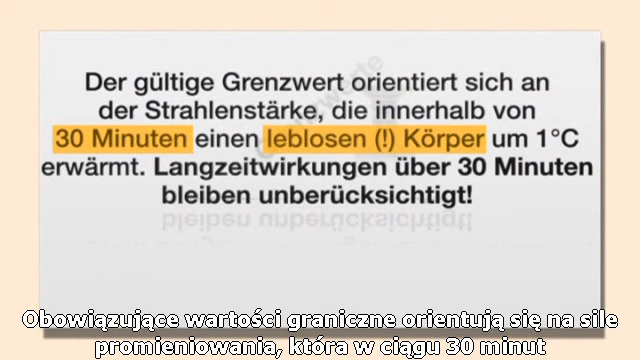 Der gültige Grenzwert orientiert sich an
der Strahlenstärke, die innerhalb von
30 Minuten einen leblosen (!) Körper um 1°C
erwärmt. Langzeitwirkungen über 30 Minuten
bleiben unberücksichtigt!
Obowiązujące wartości graniczne orientują się na sile
promieniowania, która w ciągu 30 minut